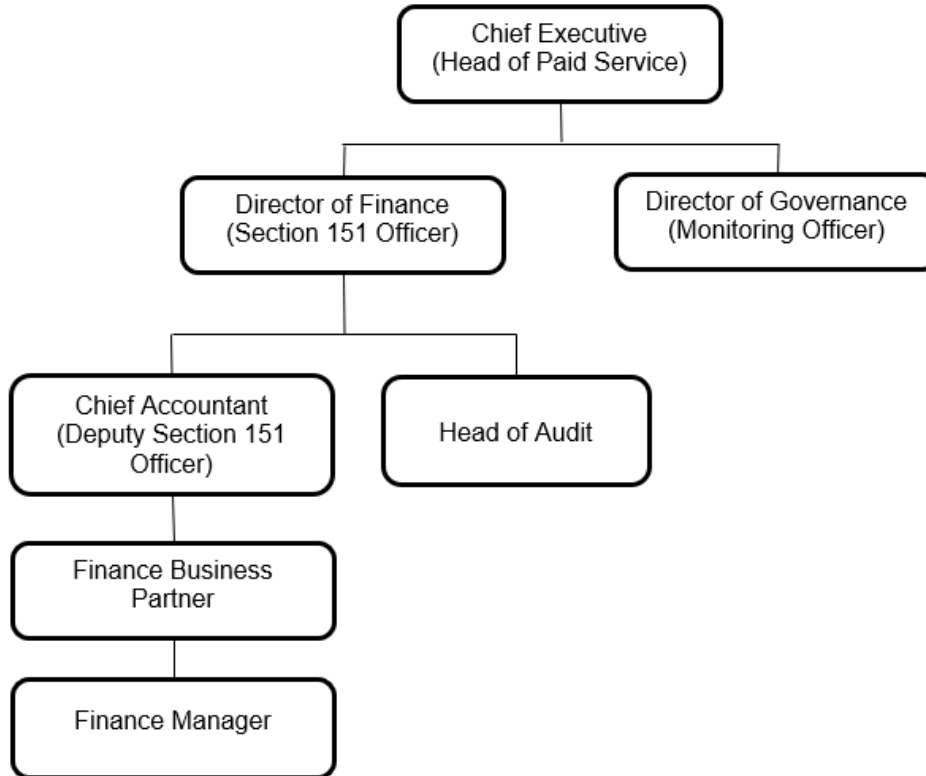 Chief Executive
(Head of Paid Service)
Director of Finance
(Section 151 Officer)
Director of Governance
(Monitoring Officer)
Chief Accountant
(Deputy Section 151
Officer)
Head of Audit
Finance Business
Partner
Finance Manager